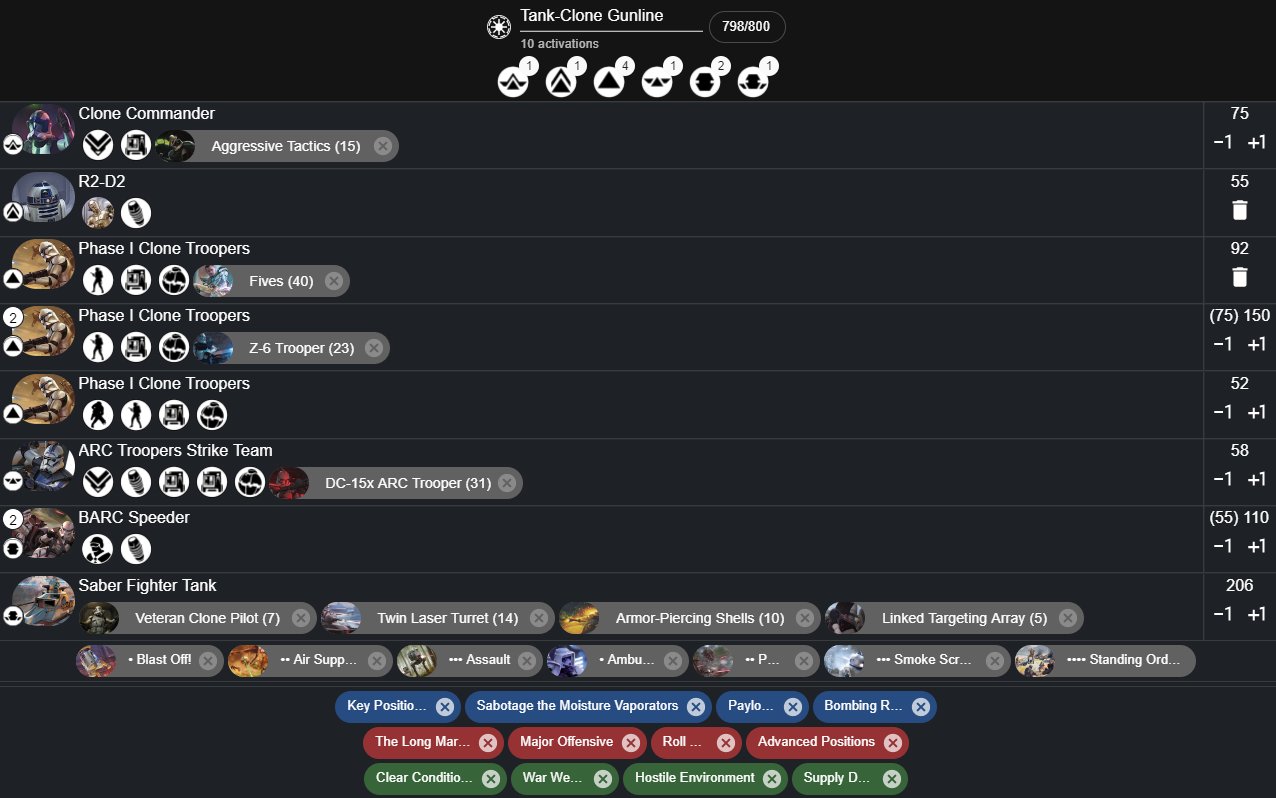 Tank-Clone Gunline
798/800
10 activations
1 1 4 1 2 1
Clone Commander
75
Aggressive Tactics (15)
−1 +1
R2-D2
55
Phase I Clone Troopers
92
Fives (40)
2
Phase I Clone Troopers
(75) 150
Z-6 Trooper (23)
−1 +1
Phase I Clone Troopers
52
−1 +1
ARC Troopers Strike Team
58
DC-15x ARC Trooper (31)
−1 +1
2
BARC Speeder
(55) 110
−1 +1
Saber Fighter Tank
206
Veteran Clone Pilot (7) Twin Laser Turret (14) Armor-Piercing Shells (10) Linked Targeting Array (5)
−1 +1
• Blast Off! •• Air Supp... ••• Assault • Ambu... •• P... ••• Smoke Scr... •••• Standing Ord...
Key Positio... Sabotage the Moisture Vaporators Paylo... Bombing R...
The Long Mar... Major Offensive Roll ... Advanced Positions
Clear Conditio... War We... Hostile Environment Supply D...